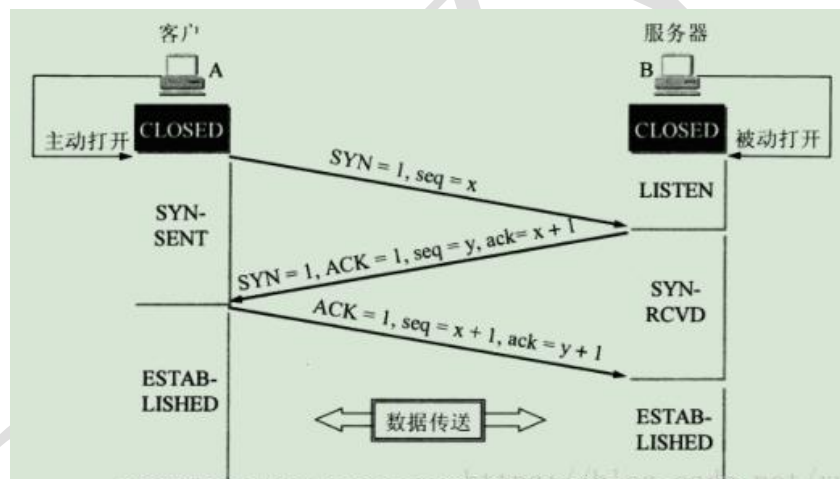 客户
服务器
A
B
CLOSED
CLOSED
主动打开
被动打开
SYN = 1, seq = x
LISTEN
SYN-
SENT
SYN = 1, ACK = 1, seq = y, ack= x + 1
SYN-
RCVD
ACK = 1, seq = x + 1, ack = y + 1
ESTAB-
LISHED
数据传送
ESTAB-
LISHED